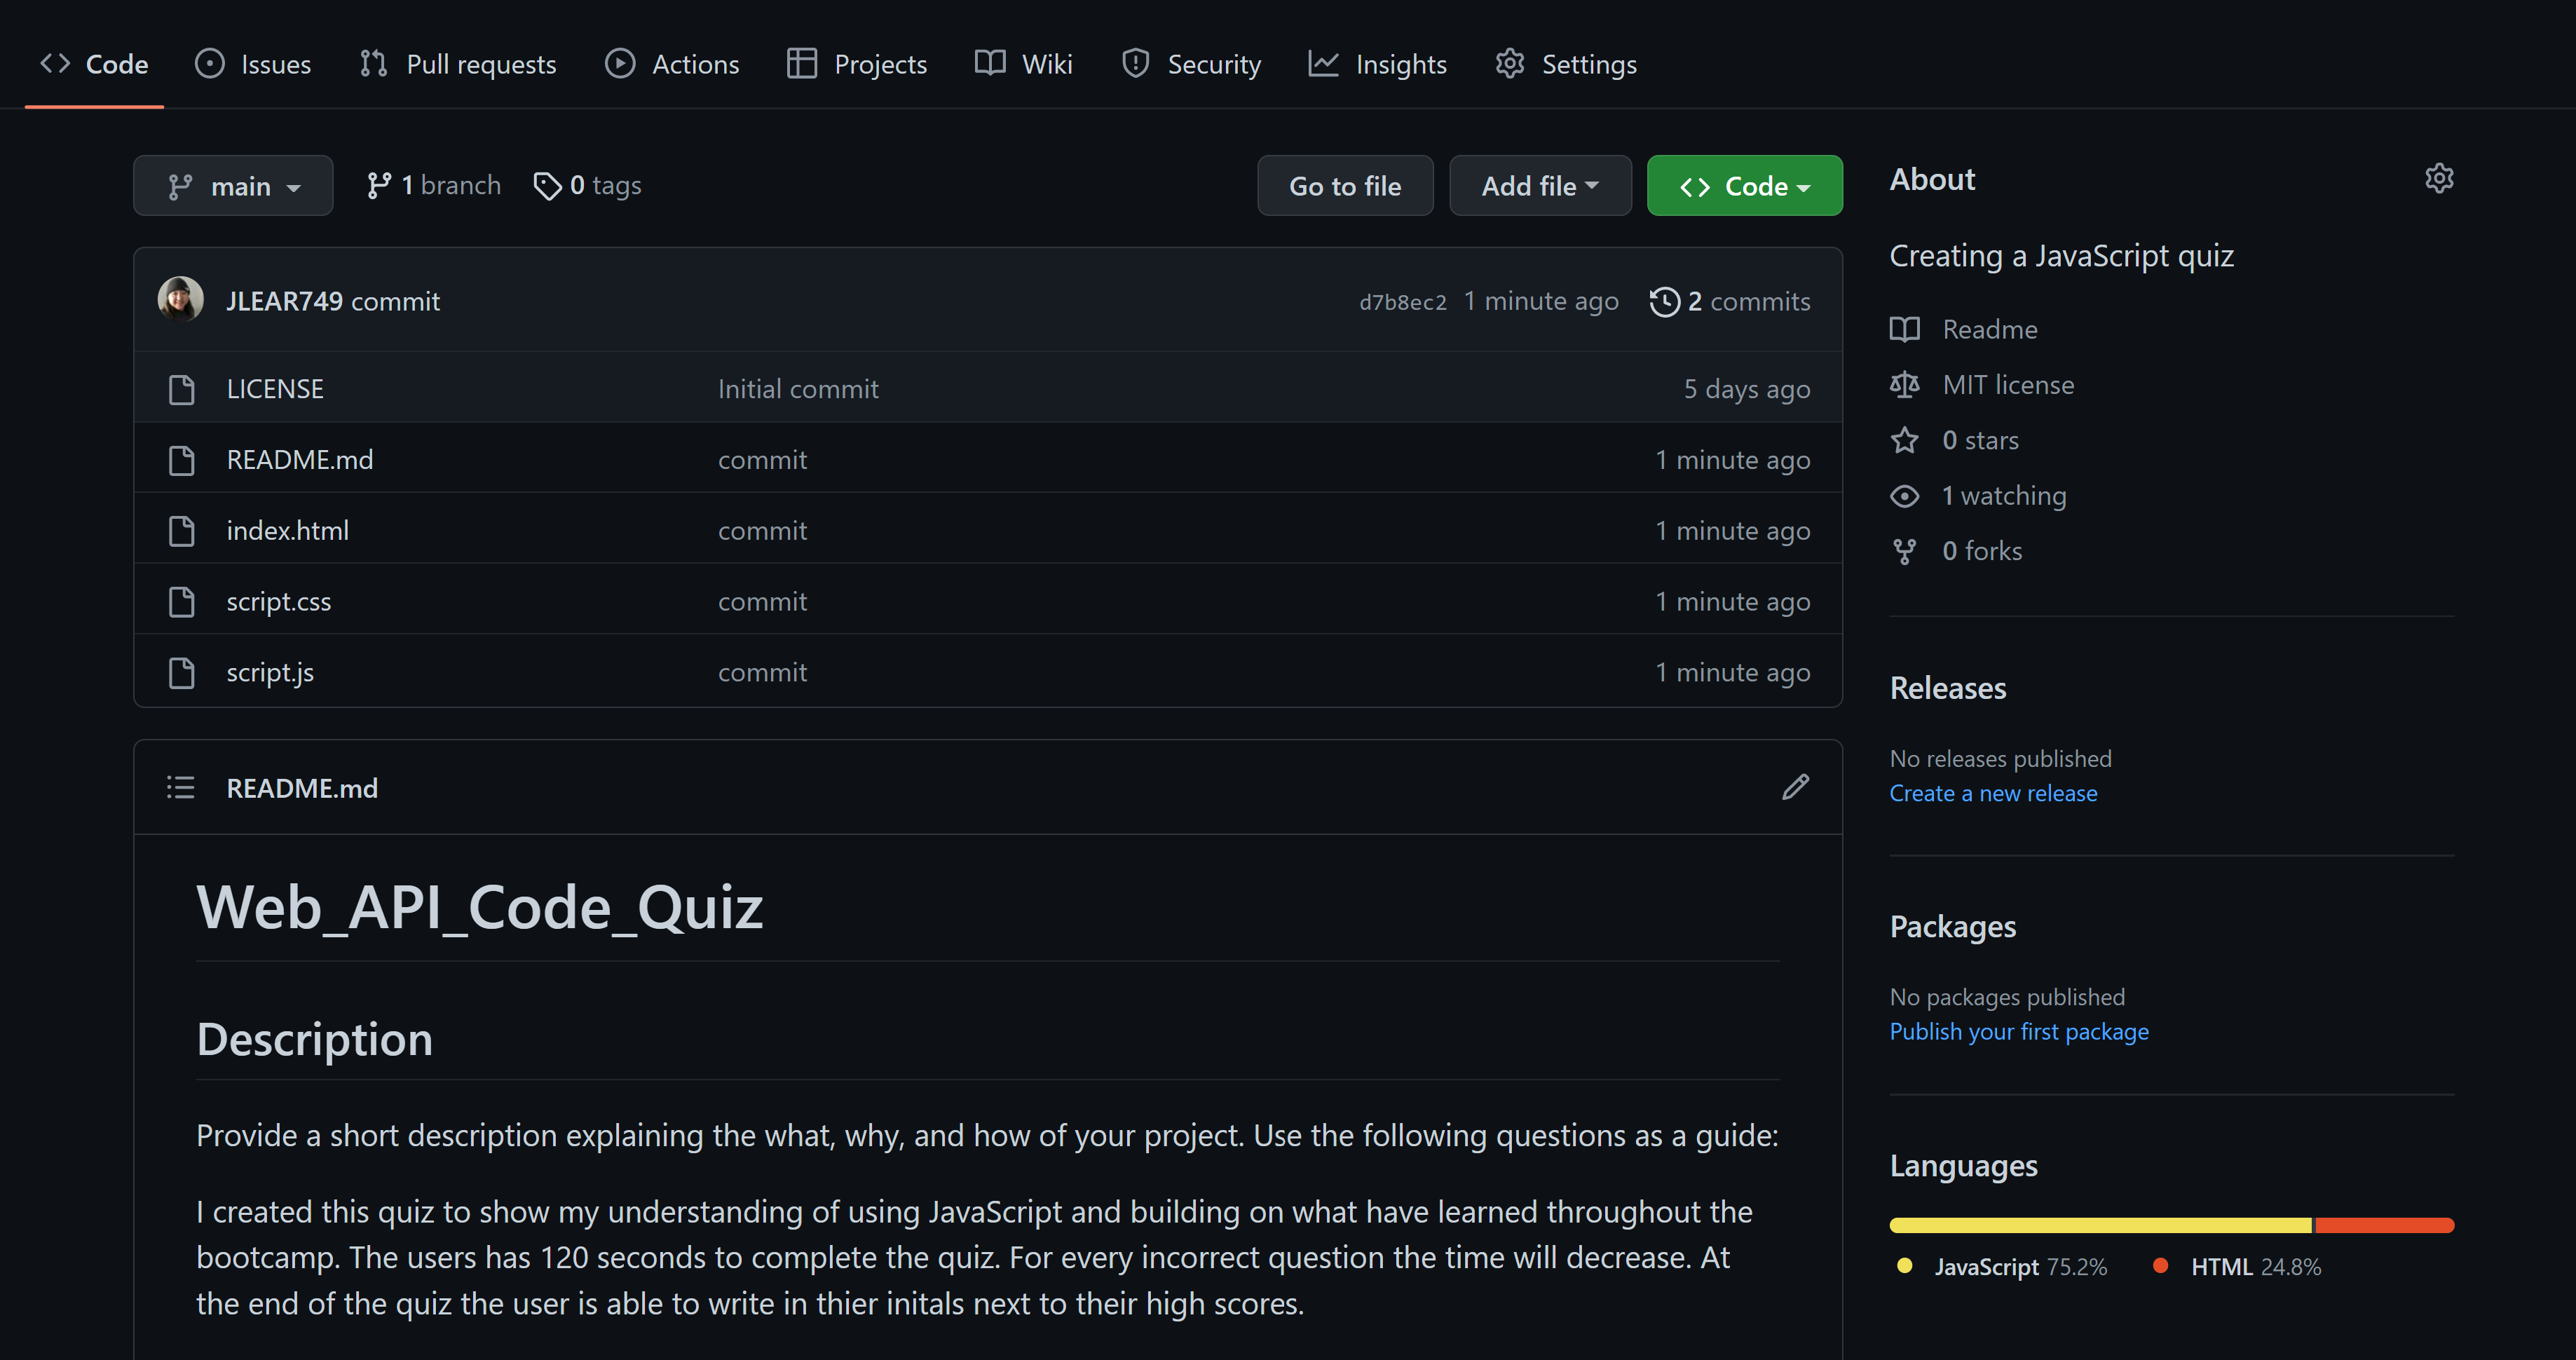 Code Issues Pull requests Actions Projects Wiki Security Insights Settings
main 1 branch 0 tags Go to file Add file Code
JLEAR749 commit d7b8ec2 1 minute ago 2 commits
LICENSE Initial commit 5 days ago
README.md commit 1 minute ago
index.html commit 1 minute ago
script.css commit 1 minute ago
script.js commit 1 minute ago
README.md
Web_API_Code_Quiz
Description
Provide a short description explaining the what, why, and how of your project. Use the following questions as a guide:
I created this quiz to show my understanding of using JavaScript and building on what have learned throughout the
bootcamp. The users has 120 seconds to complete the quiz. For every incorrect question the time will decrease. At
the end of the quiz the user is able to write in thier initals next to their high scores.
About
Creating a JavaScript quiz
Readme
MIT license
0 stars
1 watching
0 forks
Releases
No releases published
Create a new release
Packages
No packages published
Publish your first package
Languages
JavaScript 75.2% HTML 24.8%